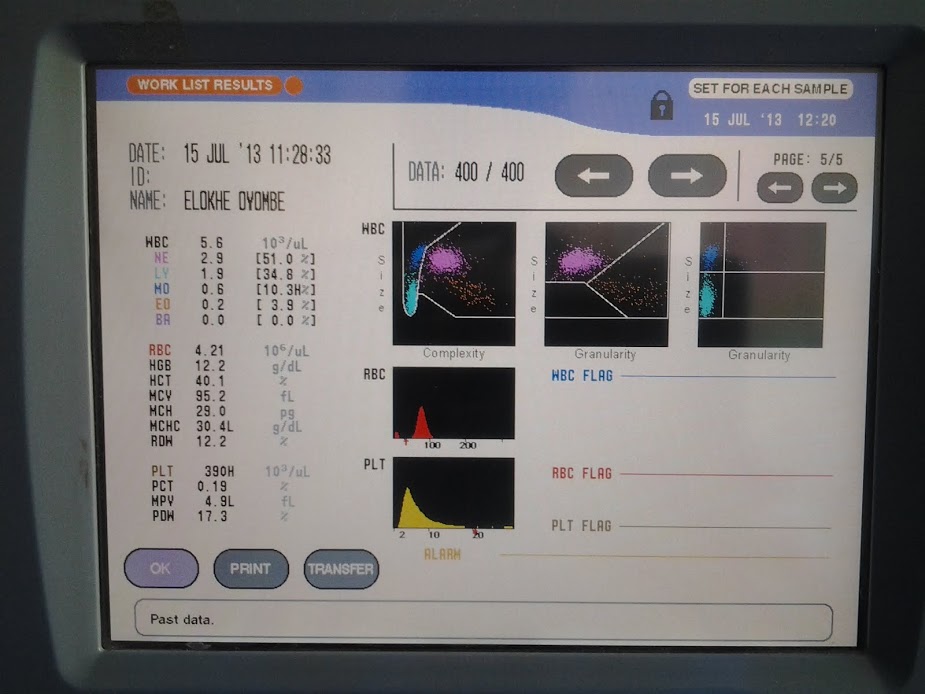 WORK LIST RESULTS
SET FOR EACH SAMPLE
15 JUL '13 12:20
DATE: 15 JUL '13 11:28:33
ID:
NAME: ELOKHE OYOMBE
DATA: 400 / 400
PAGE: 5/5
WBC 5.6 10³/uL
NE 2.9 [51.0 %]
LY 1.9 [34.8 %]
MO 0.6 [10.3H%]
EO 0.2 [ 3.9 %]
BA 0.0 [ 0.0 %]
RBC 4.21 10⁶/uL
HGB 12.2 g/dL
HCT 40.1 %
MCV 95.2 fL
MCH 29.0 pg
MCHC 30.4L g/dL
RDW 12.2 %
PLT 390H 10³/uL
PCT 0.19 %
MPV 4.9L fL
PDW 17.3 %
WBC
Size
Complexity
Size
Granularity
Size
Granularity
RBC
100 200
PLT
2 10 20
WBC FLAG
RBC FLAG
PLT FLAG
ALARM
OK
PRINT
TRANSFER
Past data.